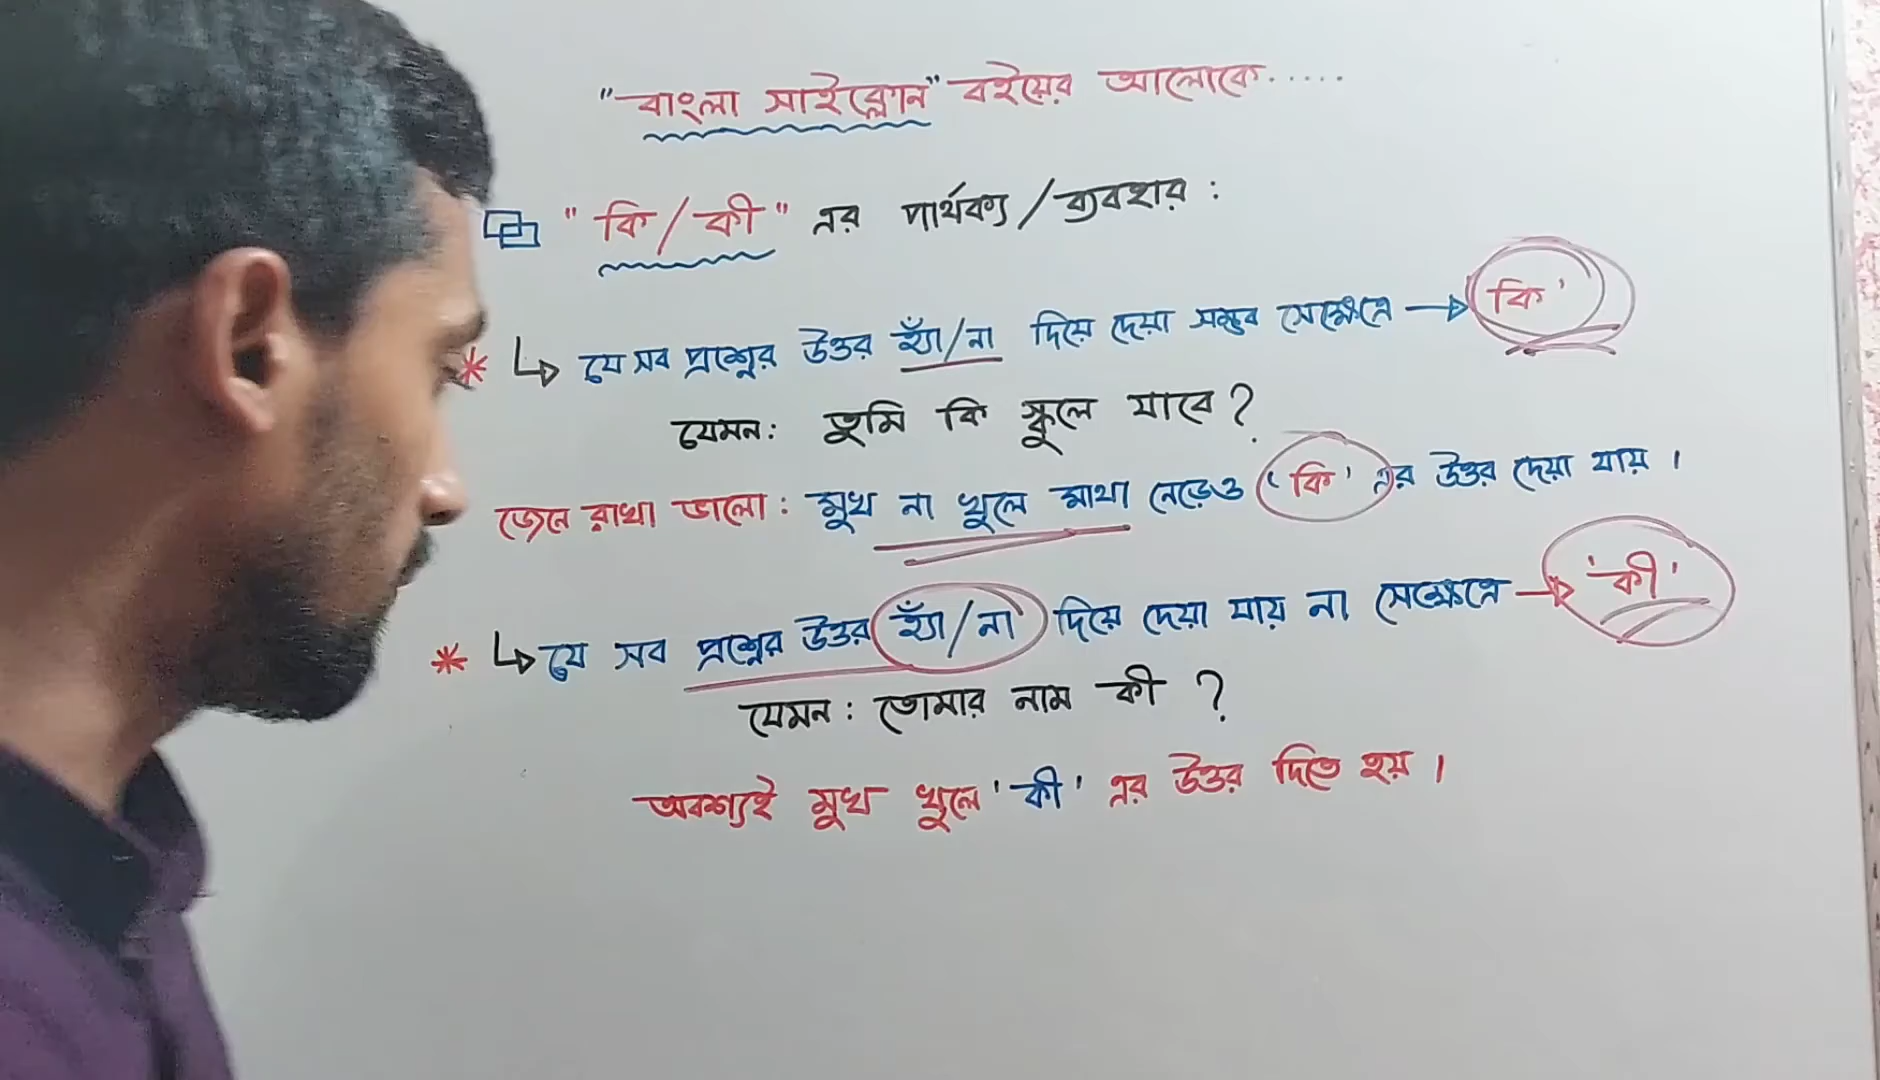 "বাংলা সাইক্লোন" বইয়ের আলোকে.....
"কি/কী" এর পার্থক্য/ব্যবহার :
* যে সব প্রশ্নের উত্তর হ্যাঁ/না দিয়ে দেয়া সম্ভব সেক্ষেত্রে → কি'
যেমন: তুমি কি স্কুলে যাবে?
জেনে রাখা ভালো : মুখ না খুলে মাথা নেড়েও 'কি' এর উত্তর দেয়া যায়।
* যে সব প্রশ্নের উত্তর হ্যাঁ/না দিয়ে দেয়া যায় না সেক্ষেত্রে → 'কী'
যেমন : তোমার নাম কী ?
অবশ্যই মুখ খুলে 'কী' এর উত্তর দিতে হয়।